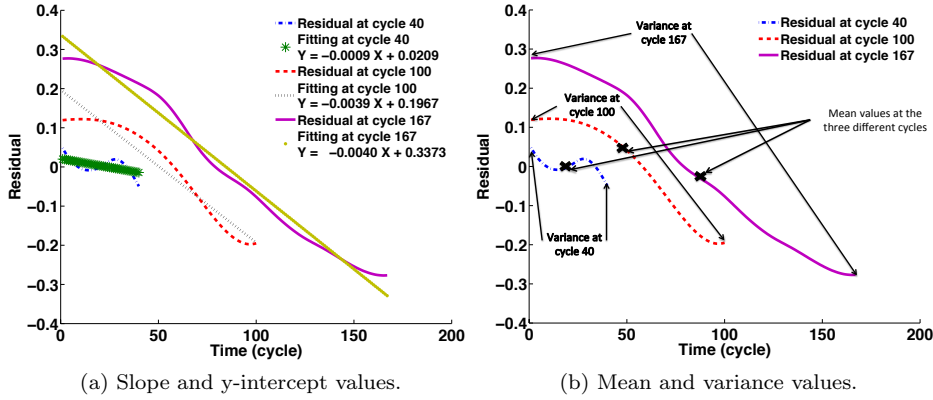 Residual at cycle 40
Fitting at cycle 40
Y = −0.0009 X + 0.0209
Residual at cycle 100
Fitting at cycle 100
Y = −0.0039 X + 0.1967
Residual at cycle 167
Fitting at cycle 167
Y = -0.0040 X + 0.3373
0.4
0.3
0.2
0.1
0
−0.1
−0.2
−0.3
−0.4
Residual
0
50
100
150
200
Time (cycle)
(a) Slope and y-intercept values.
Variance at
cycle 167
Residual at cycle 40
Residual at cycle 100
Residual at cycle 167
Variance at
cycle 100
Mean values at the
three different cycles
Variance at
cycle 40
0.4
0.3
0.2
0.1
0
−0.1
−0.2
−0.3
−0.4
Residual
0
50
100
150
200
Time (cycle)
(b) Mean and variance values.